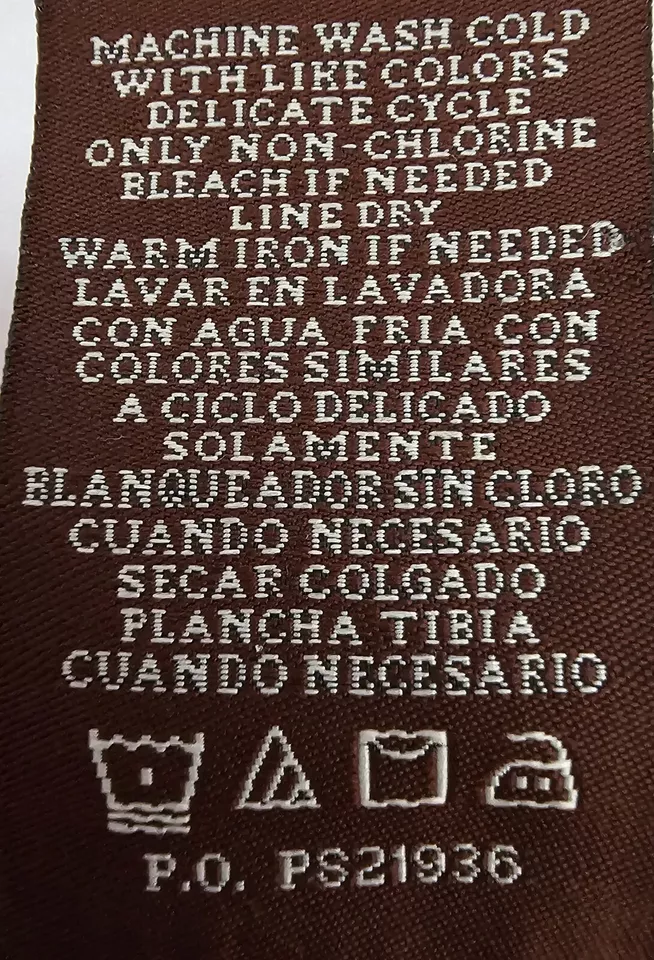 MACHINE WASH COLD
WITH LIKE COLORS
DELICATE CYCLE
ONLY NON-CHLORINE
BLEACH IF NEEDED
LINE DRY
WARM IRON IF NEEDED
LAVAR EN LAVADORA
CON AGUA FRIA CON
COLORES SIMILARES
A CICLO DELICADO
SOLAMENTE
BLANQUEADOR SIN CLORO
CUANDO NECESARIO
SECAR COLGADO
PLANCHA TIBIA
CUANDO NECESARIO
P.O. PS21936